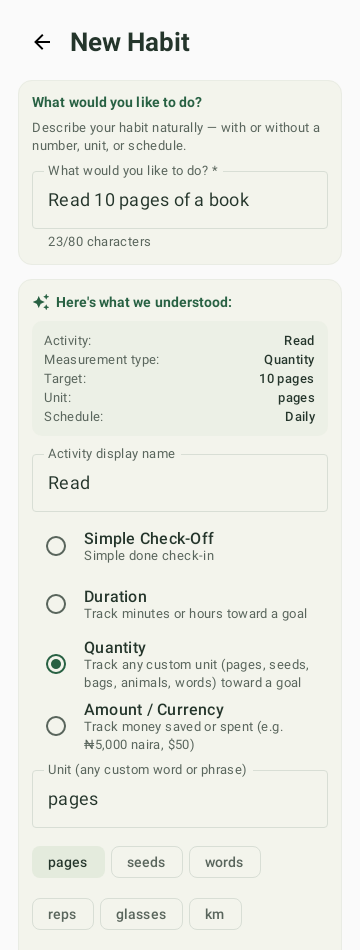 New Habit
What would you like to do?
Describe your habit naturally — with or without a
number, unit, or schedule.
What would you like to do? *
Read 10 pages of a book
23/80 characters
Here's what we understood:
Activity: Read
Measurement type: Quantity
Target: 10 pages
Unit: pages
Schedule: Daily
Activity display name
Read
Simple Check-Off
Simple done check-in
Duration
Track minutes or hours toward a goal
Quantity
Track any custom unit (pages, seeds,
bags, animals, words) toward a goal
Amount / Currency
Track money saved or spent (e.g.
₦5,000 naira, $50)
Unit (any custom word or phrase)
pages
pages seeds words
reps glasses km